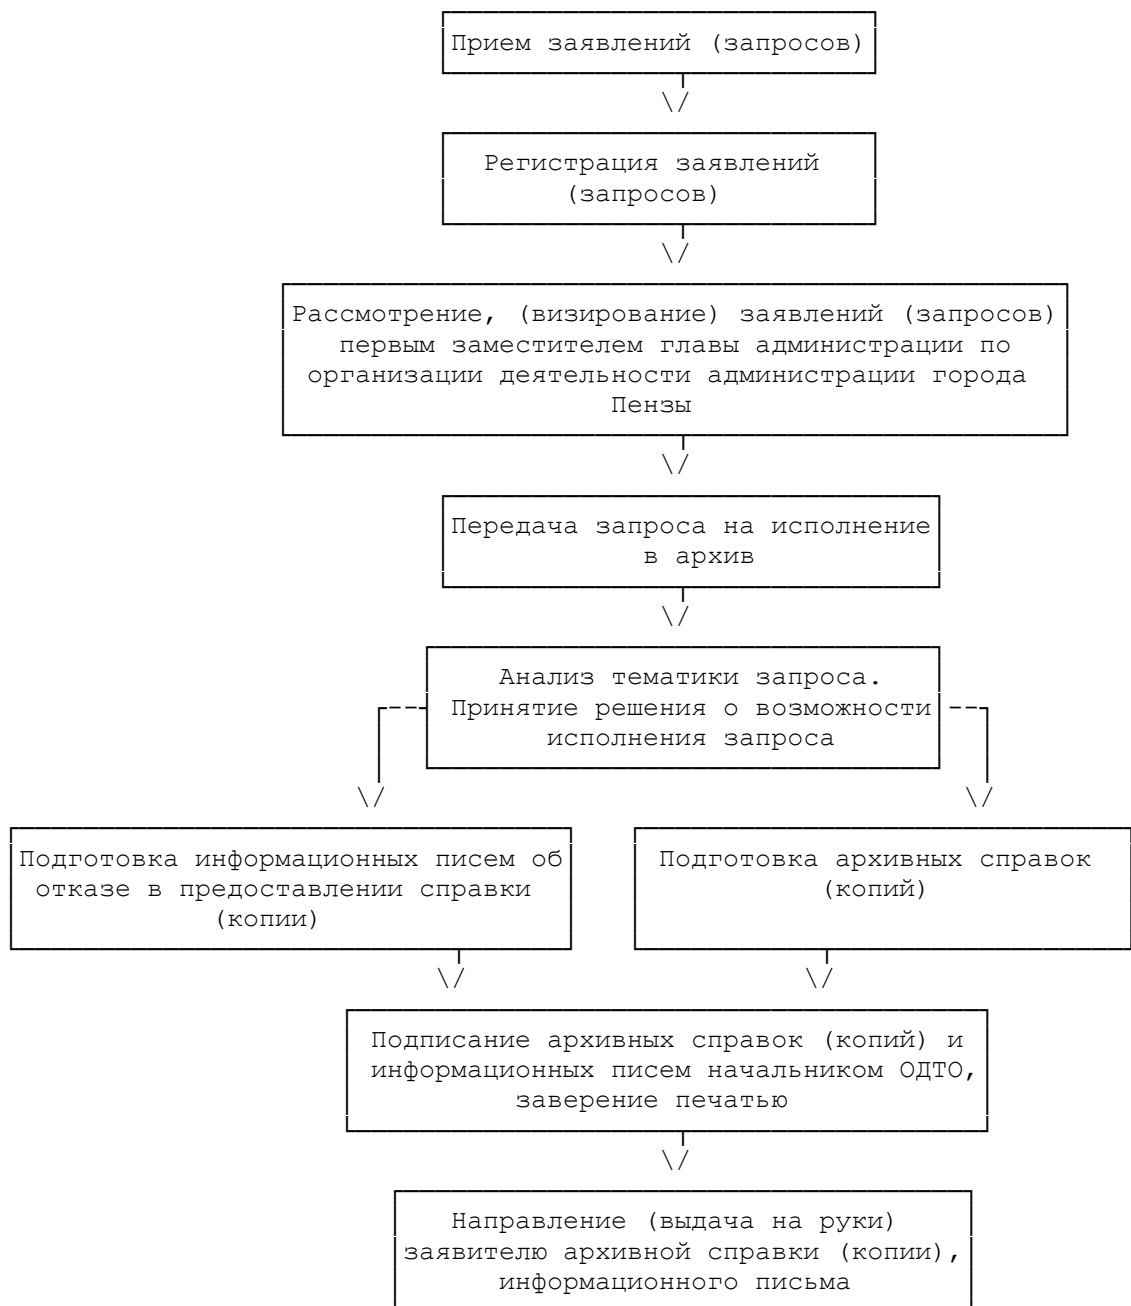 Прием заявлений (запросов)
\/
Регистрация заявлений
(запросов)
\/
Рассмотрение, (визирование) заявлений (запросов)
первым заместителем главы администрации по
организации деятельности администрации города
Пензы
\/
Передача запроса на исполнение
в архив
\/
Анализ тематики запроса.
Принятие решения о возможности
исполнения запроса
\/ \/
Подготовка информационных писем об
отказе в предоставлении справки
(копии)
Подготовка архивных справок
(копий)
\/ \/
Подписание архивных справок (копий) и
информационных писем начальником ОДТО,
заверение печатью
\/
Направление (выдача на руки)
заявителю архивной справки (копии),
информационного письма